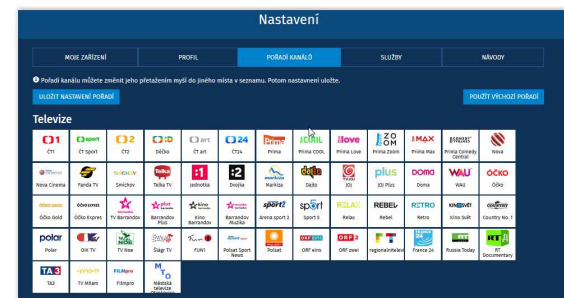 Nastavení
MOJE ZAŘÍZENÍ PROFIL POŘADÍ KANÁLŮ SLUŽBY NÁVODY
Pořadí kanálu můžete změnit jeho přetažením myší do jiného místa v seznamu. Potom nastavnení uložte.
ULOŽIT NASTAVENÍ POŘADÍ POUŽÍT VÝCHOZÍ POŘADÍ
Televize
ČT1 ČT Sport ČT2 Déčko ČT art ČT24 Prima Prima COOL Prima Love Prima Zoom Prima Max Prima Comedy Central Nova
Nova Cinema Fanda TV Smíchov Telka TV Jednotka Dvojka Markiza Dajto JOJ JOJ Plus Doma WAU Óčko
Óčko Gold Óčko Expres TV Barrandov Barrandov Plus Kino Barrandov Barrandov Muzika Arena sport 2 Sport 5 Relax Rebel Retro Kino Svět Country No. 1
Polar OIK TV TV Noe Šlágr TV FUN1 Polsat Sport News Polsat ORF eins ORF zwei regionalnitelevize France 24 Russia Today RT Documentary
TA3 TV Mňam Filmpro Městská televize